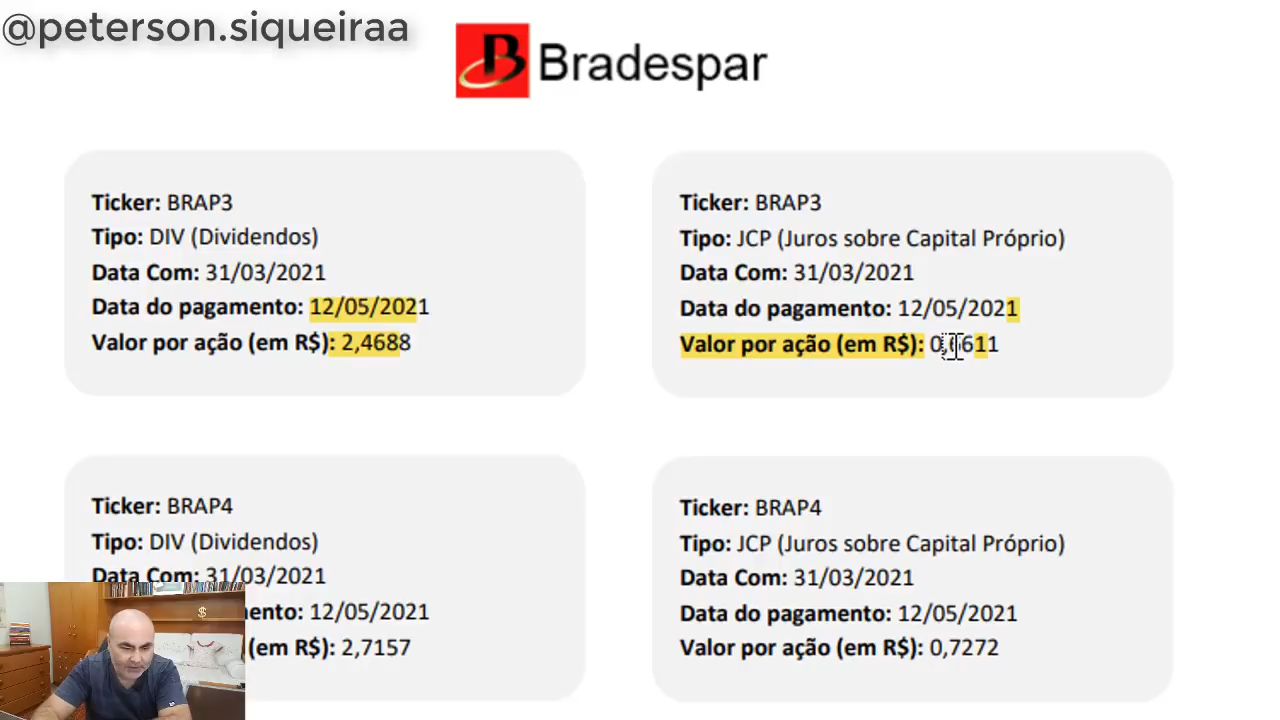 @peterson.siqueiraa
Bradespar
Ticker: BRAP3
Tipo: DIV (Dividendos)
Data Com: 31/03/2021
Data do pagamento: 12/05/2021
Valor por ação (em R$): 2,4688
Ticker: BRAP3
Tipo: JCP (Juros sobre Capital Próprio)
Data Com: 31/03/2021
Data do pagamento: 12/05/2021
Valor por ação (em R$): 0,6611
Ticker: BRAP4
Tipo: DIV (Dividendos)
Data Com: 31/03/2021
12/05/2021
(em R$): 2,7157
Ticker: BRAP4
Tipo: JCP (Juros sobre Capital Próprio)
Data Com: 31/03/2021
Data do pagamento: 12/05/2021
Valor por ação (em R$): 0,7272